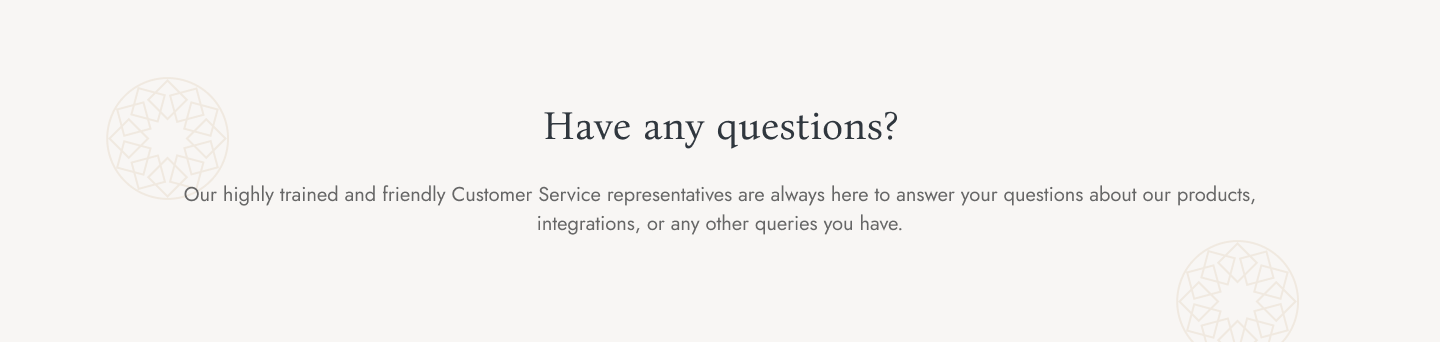 Have any questions?
Our highly trained and friendly Customer Service representatives are always here to answer your questions about our products,
integrations, or any other queries you have.